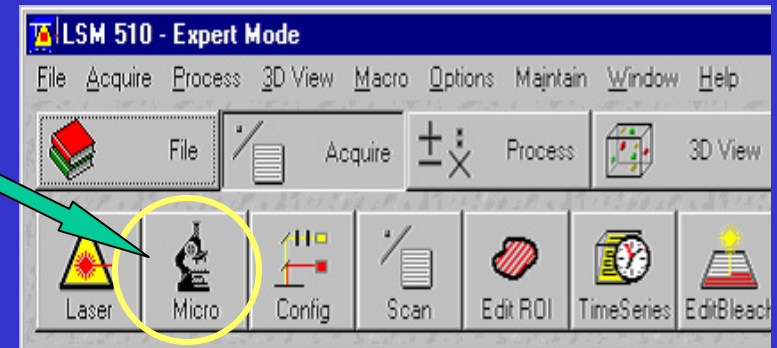 LSM 510 - Expert Mode
File Acquire Process 3D View Macro Options Maintain Window Help
File Acquire Process 3D View
Laser Micro Config Scan Edit ROI TimeSeries EditBleach